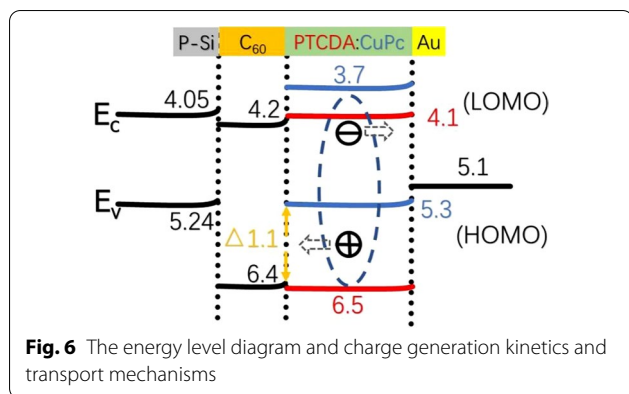 P-Si C₆₀ PTCDA:CuPc Au
3.7
4.05 4.2 (LOMO)
Ec 4.1
5.1
Ev 5.3
5.24 △1.1 (HOMO)
6.4
6.5
Fig. 6 The energy level diagram and charge generation kinetics and
transport mechanisms